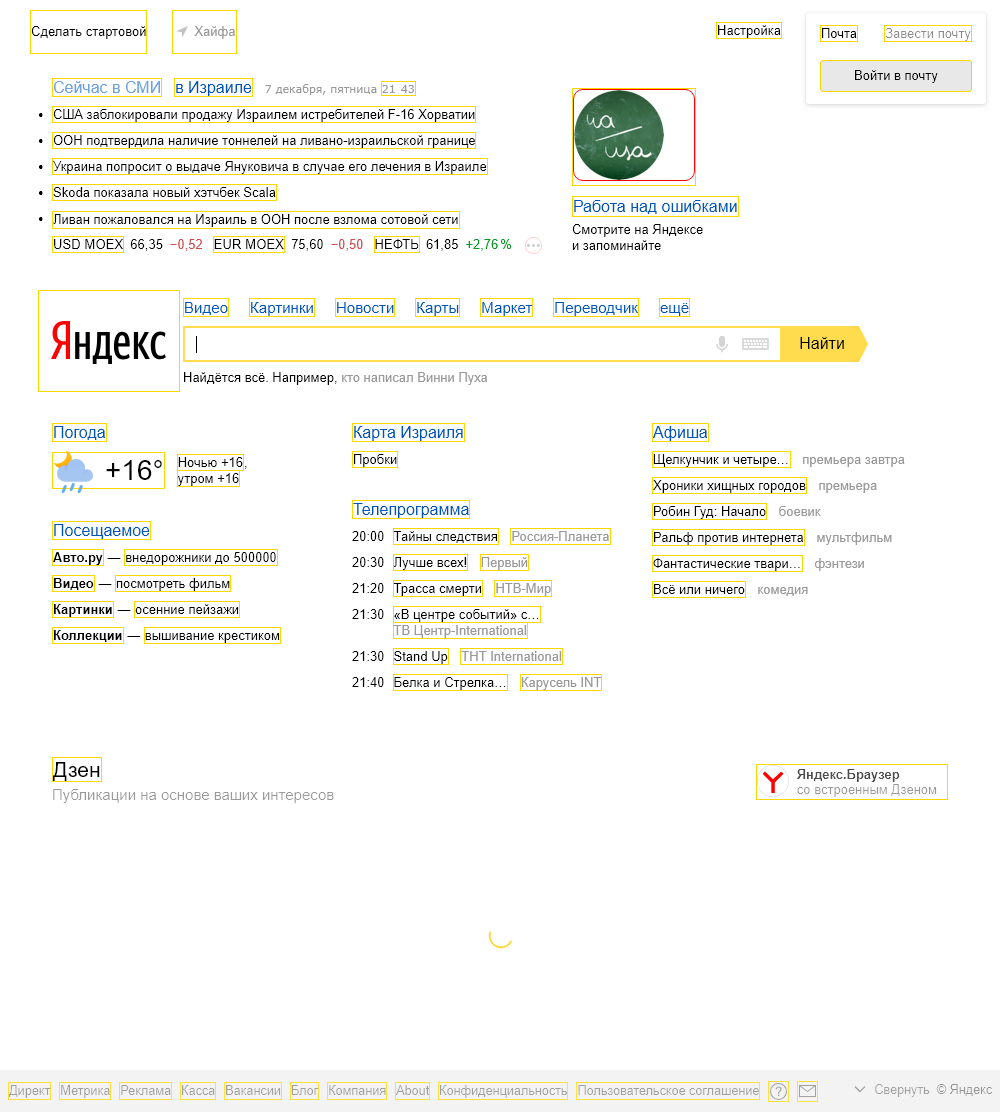 Сделать стартовой
Хайфа
Настройка
Почта
Завести почту
Войти в почту
Сейчас в СМИ в Израиле 7 декабря, пятница 21 43
США заблокировали продажу Израилем истребителей F-16 Хорватии
ООН подтвердила наличие тоннелей на ливано-израильской границе
Украина попросит о выдаче Януковича в случае его лечения в Израиле
Skoda показала новый хэтчбек Scala
Ливан пожаловался на Израиль в ООН после взлома сотовой сети
USD MOEX 66,35 −0,52 EUR MOEX 75,60 −0,50 НЕФТЬ 61,85 +2,76 %
ua
usa
Работа над ошибками
Смотрите на Яндексе
и запоминайте
Яндекс
Видео Картинки Новости Карты Маркет Переводчик ещё
Найти
Найдётся всё. Например, кто написал Винни Пуха
Погода
+16°
Ночью +16,
утром +16
Посещаемое
Авто.ру — внедорожники до 500000
Видео — посмотреть фильм
Картинки — осенние пейзажи
Коллекции — вышивание крестиком
Карта Израиля
Пробки
Телепрограмма
20:00 Тайны следствия Россия-Планета
20:30 Лучше всех! Первый
21:20 Трасса смерти НТВ-Мир
21:30 «В центре событий» с...
ТВ Центр-International
21:30 Stand Up ТНТ International
21:40 Белка и Стрелка... Карусель INT
Афиша
Щелкунчик и четыре... премьера завтра
Хроники хищных городов премьера
Робин Гуд: Начало боевик
Ральф против интернета мультфильм
Фантастические твари... фэнтези
Всё или ничего комедия
Дзен
Публикации на основе ваших интересов
Яндекс.Браузер
со встроенным Дзеном
Директ Метрика Реклама Касса Вакансии Блог Компания About Конфиденциальность Пользовательское соглашение ? Свернуть © Яндекс